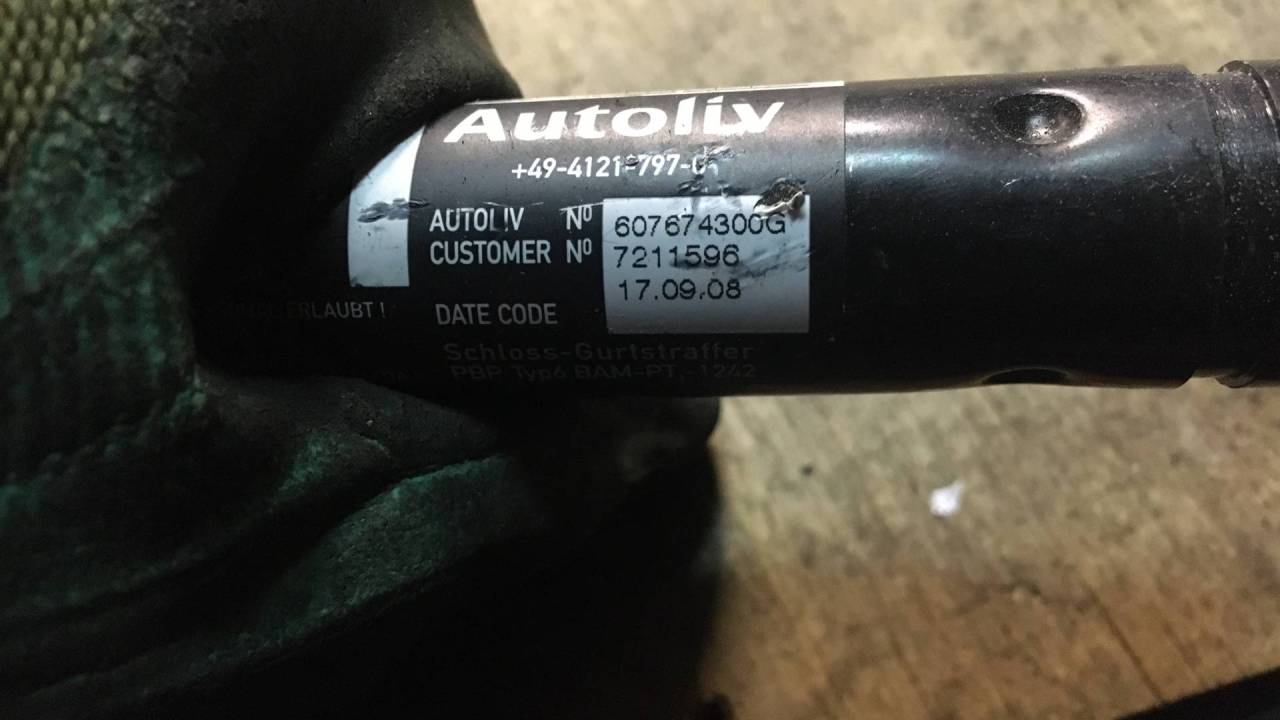 Autoliv
+49-4121-797-0
AUTOLIV Nº 607674300G
CUSTOMER Nº 7211596
DATE CODE 17.09.08
ERLAUBT !
Schloss-Gurtstraffer
PBP Typ6 BAM-PT,-1242